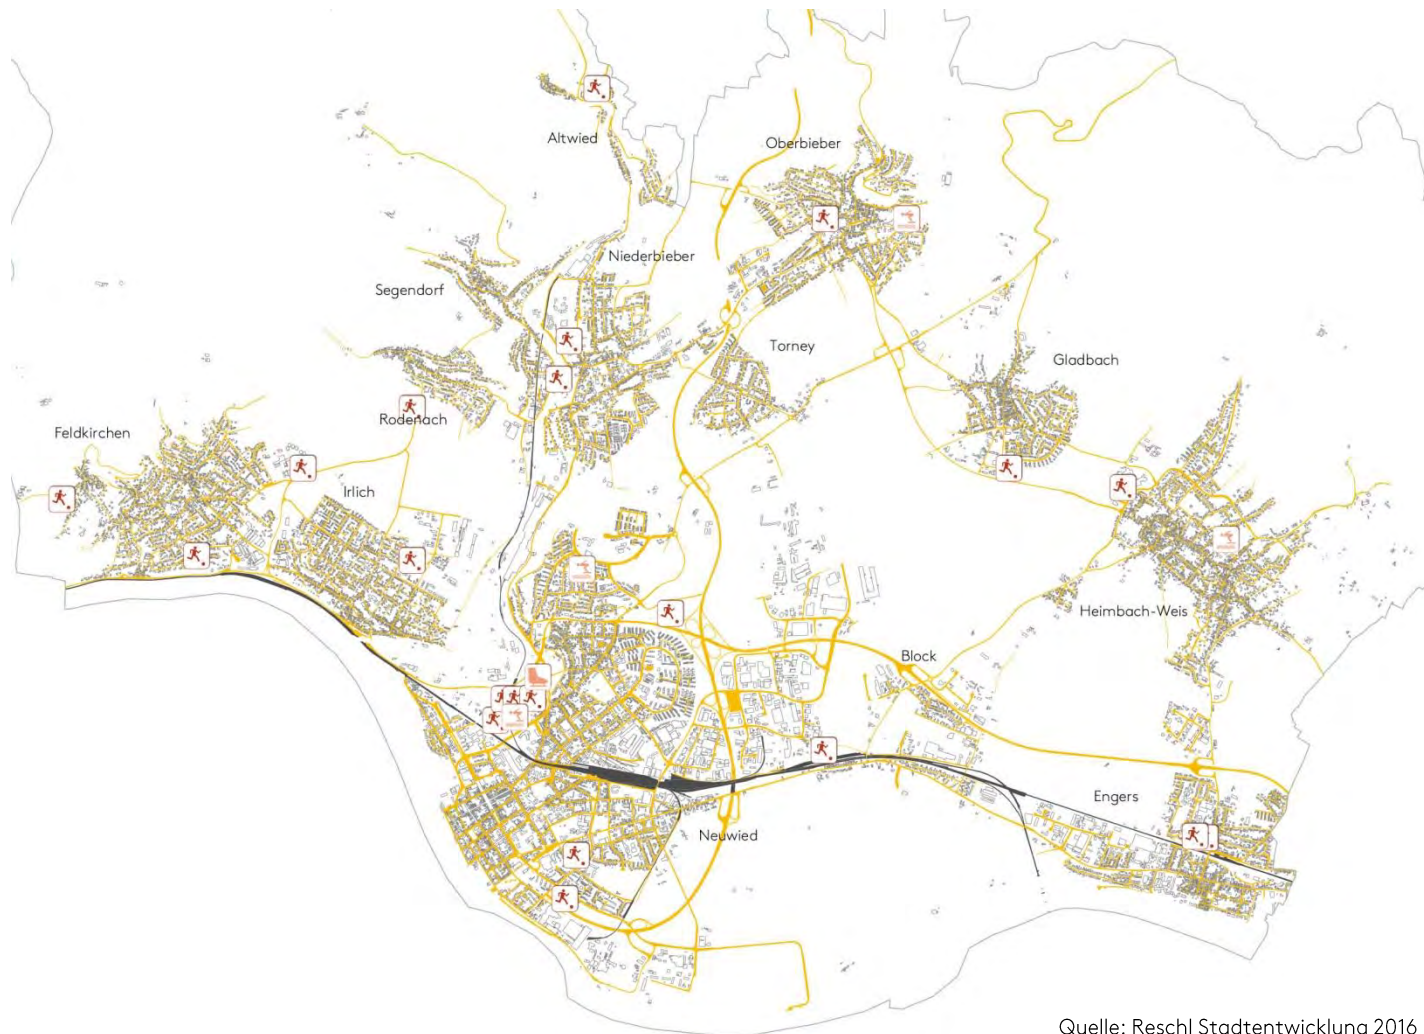 Altwied
Oberbieber
Niederbieber
Segendorf
Torney
Gladbach
Rodenbach
Feldkirchen
Irlich
Heimbach-Weis
Block
Engers
Neuwied
Quelle: Reschl Stadtentwicklung 2016